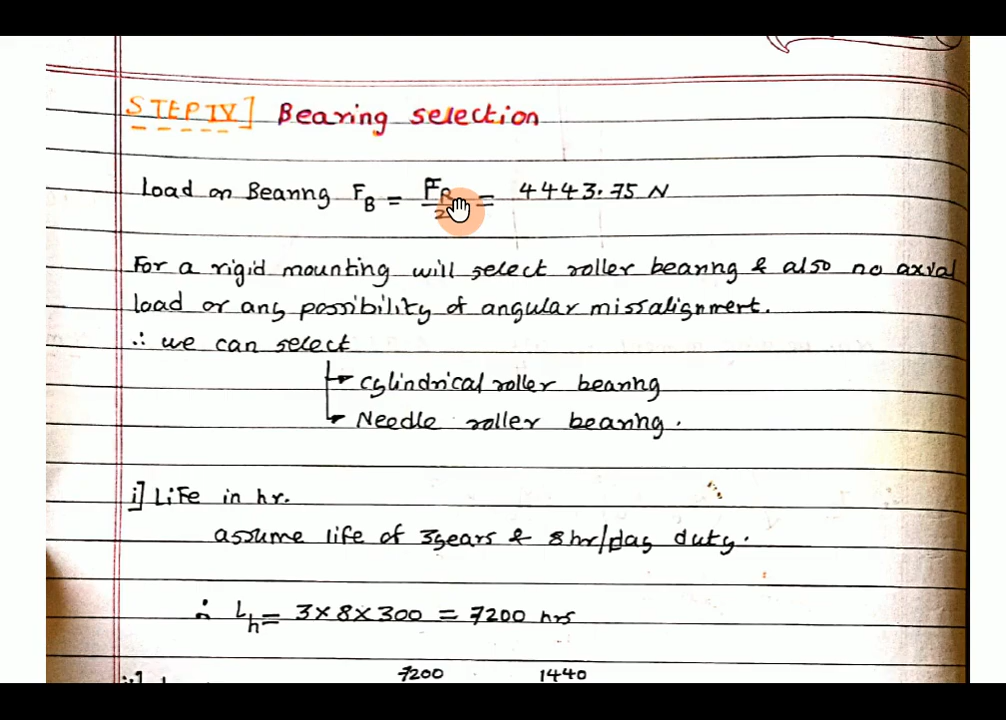 STEP IV] Bearing selection
Load on Bearing F_B = F_R/2 = 4443.75 N
For a rigid mounting will select roller bearing & also no axial
load or any possibility of angular missalignment.
∴ we can select
→ cylindrical roller bearing
→ Needle roller bearing.
i] Life in hr.
assume life of 3years & 8hr/day duty.
∴ L_h = 3×8×300 = 7200 hrs
7200 1440